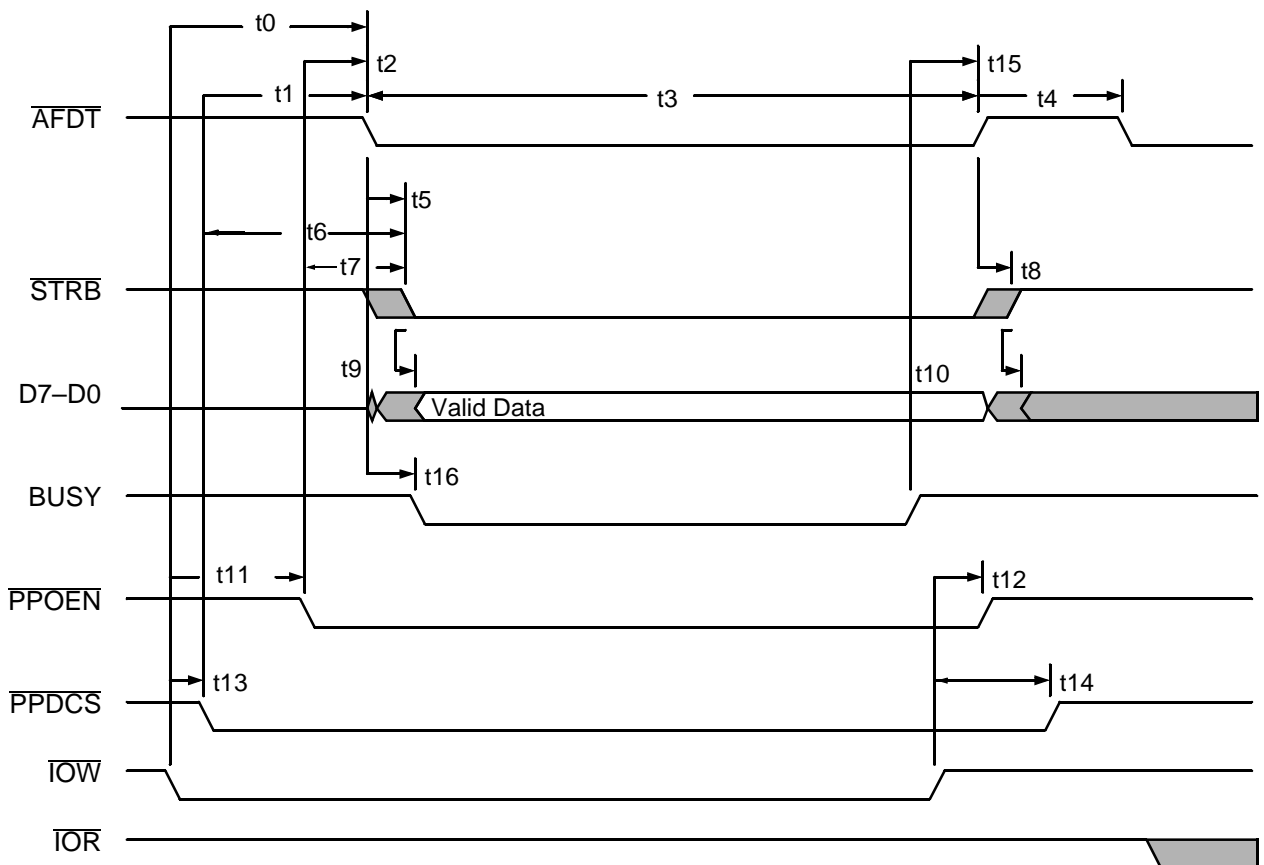 t0
t2
t15
t1
t3
t4
AFDT
t5
t6
t7
t8
STRB
t9
t10
D7–D0
Valid Data
t16
BUSY
t11
t12
PPOEN
t13
t14
PPDCS
IOW
IOR